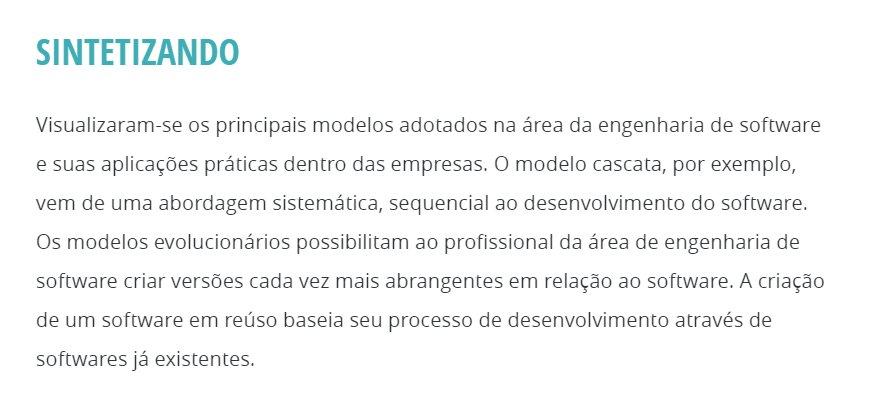 SINTETIZANDO
Visualizaram-se os principais modelos adotados na área da engenharia de software
e suas aplicações práticas dentro das empresas. O modelo cascata, por exemplo,
vem de uma abordagem sistemática, sequencial ao desenvolvimento do software.
Os modelos evolucionários possibilitam ao profissional da área de engenharia de
software criar versões cada vez mais abrangentes em relação ao software. A criação
de um software em reúso baseia seu processo de desenvolvimento através de
softwares já existentes.